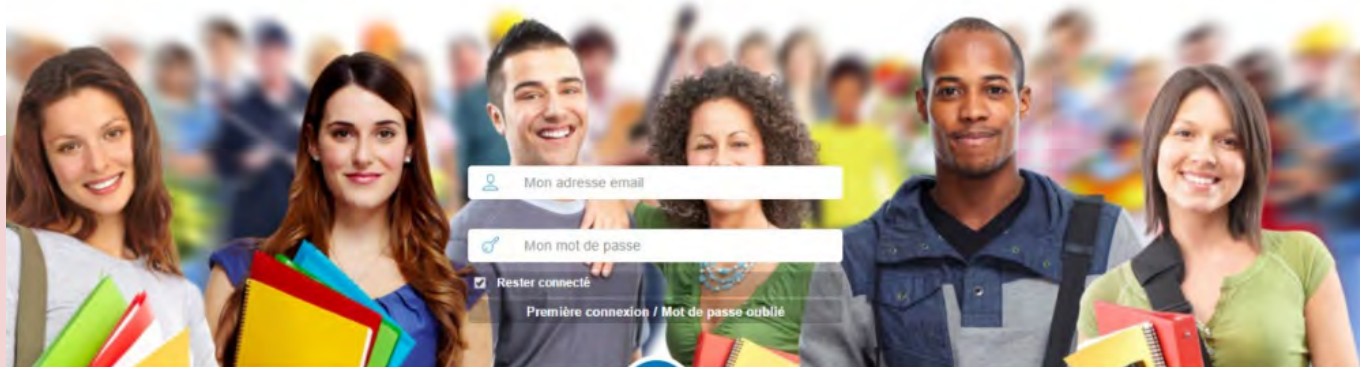 Mon adresse email
Mon mot de passe
Rester connecté
Première connexion / Mot de passe oublié